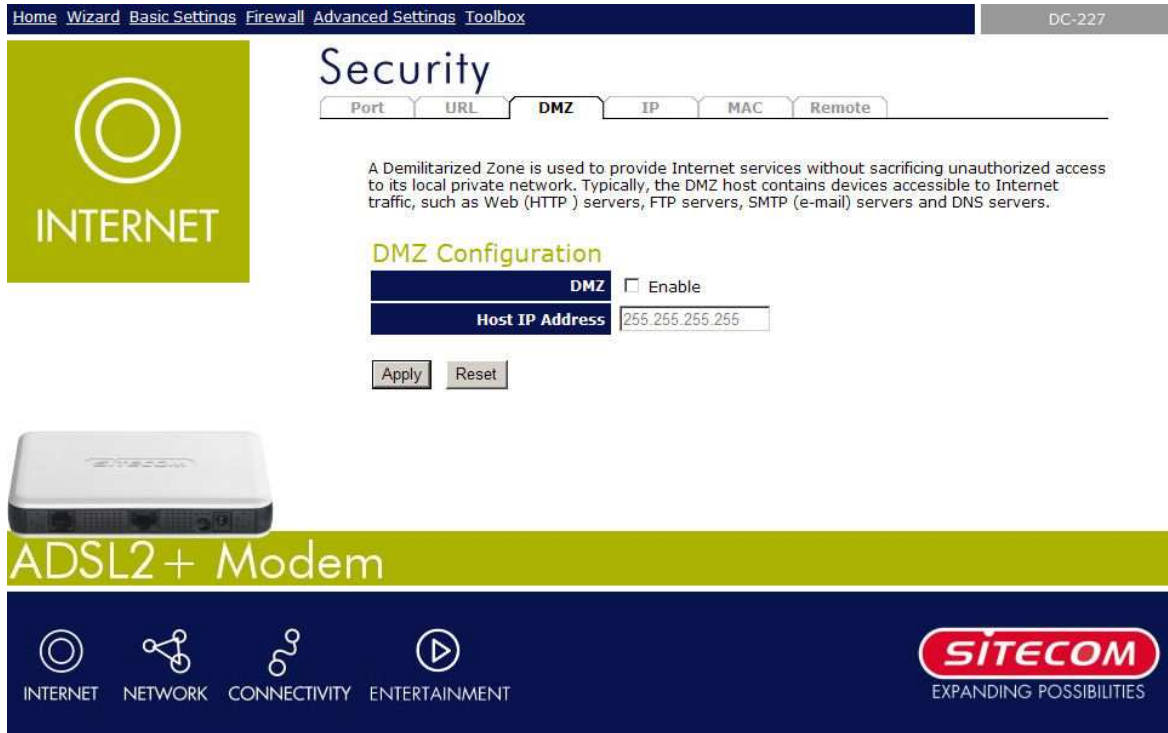 Home Wizard Basic Settings Firewall Advanced Settings Toolbox
DC-227
INTERNET
Security
Port URL DMZ IP MAC Remote
A Demilitarized Zone is used to provide Internet services without sacrificing unauthorized access
to its local private network. Typically, the DMZ host contains devices accessible to Internet
traffic, such as Web (HTTP ) servers, FTP servers, SMTP (e-mail) servers and DNS servers.
DMZ Configuration
DMZ Enable
Host IP Address 255.255.255.255
Apply Reset
SITECOM
ADSL2+ Modem
INTERNET NETWORK CONNECTIVITY ENTERTAINMENT
SITECOM
EXPANDING POSSIBILITIES